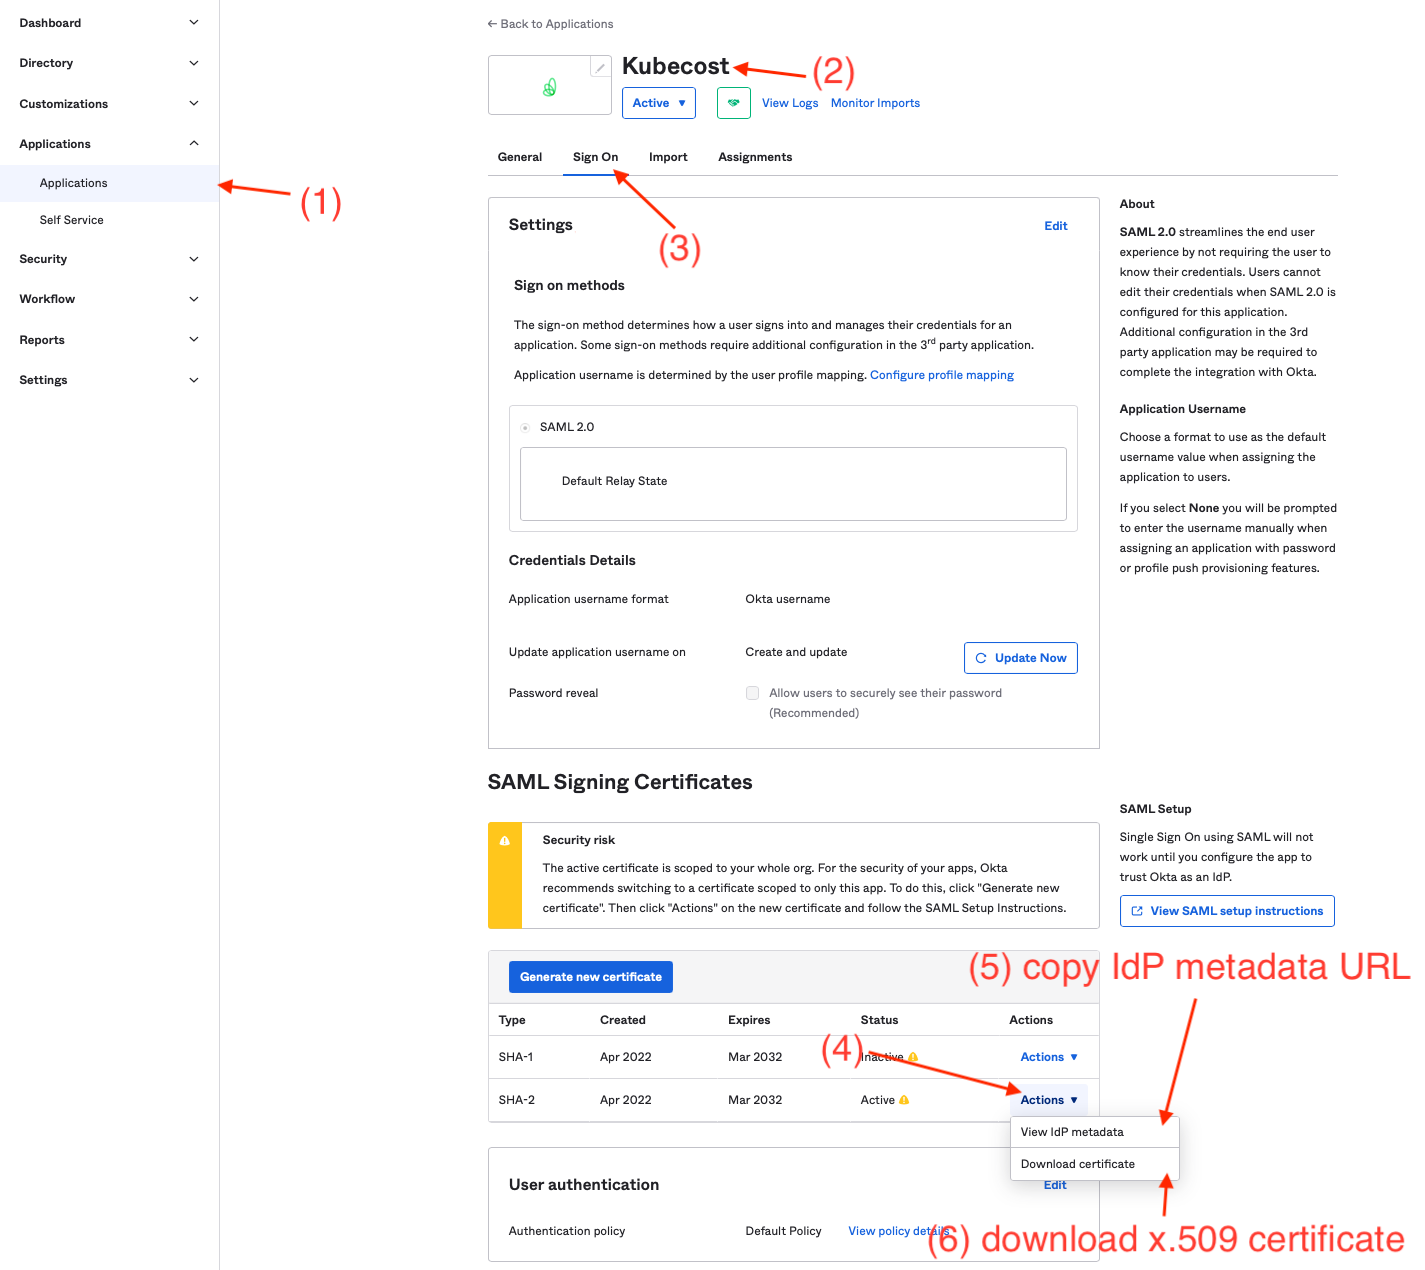 Dashboard
Directory
Customizations
Applications
Applications
Self Service
Security
Workflow
Reports
Settings
← Back to Applications
Kubecost
(2)
Active ▼
View Logs
Monitor Imports
General
Sign On
Import
Assignments
(1)
(3)
Settings
Edit
Sign on methods
The sign-on method determines how a user signs into and manages their credentials for an
application. Some sign-on methods require additional configuration in the 3rd party application.
Application username is determined by the user profile mapping. Configure profile mapping
SAML 2.0
Default Relay State
Credentials Details
Application username format
Okta username
Update application username on
Create and update
Update Now
Password reveal
Allow users to securely see their password
(Recommended)
About
SAML 2.0 streamlines the end user
experience by not requiring the user to
know their credentials. Users cannot
edit their credentials when SAML 2.0 is
configured for this application.
Additional configuration in the 3rd
party application may be required to
complete the integration with Okta.
Application Username
Choose a format to use as the default
username value when assigning the
application to users.
If you select None you will be prompted
to enter the username manually when
assigning an application with password
or profile push provisioning features.
SAML Signing Certificates
Security risk
The active certificate is scoped to your whole org. For the security of your apps, Okta
recommends switching to a certificate scoped to only this app. To do this, click "Generate new
certificate". Then click "Actions" on the new certificate and follow the SAML Setup Instructions.
SAML Setup
Single Sign On using SAML will not
work until you configure the app to
trust Okta as an IdP.
View SAML setup instructions
(5) copy IdP metadata URL
Generate new certificate
Type Created Expires Status Actions
(4)
SHA-1 Apr 2022 Mar 2032 Inactive Actions ▼
SHA-2 Apr 2022 Mar 2032 Active Actions ▼
View IdP metadata
Download certificate
User authentication
Edit
Authentication policy
Default Policy
View policy details
(6) download x.509 certificate